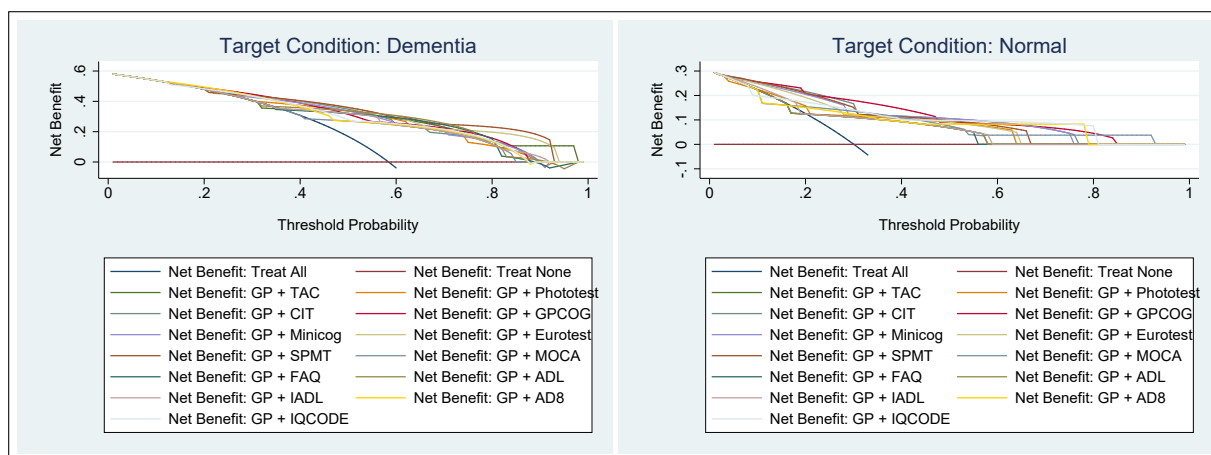 Target Condition: Dementia
Net Benefit
.6
.4
.2
0
0 .2 .4 .6 .8 1
Threshold Probability
Net Benefit: Treat All Net Benefit: Treat None
Net Benefit: GP + TAC Net Benefit: GP + Phototest
Net Benefit: GP + CIT Net Benefit: GP + GPCOG
Net Benefit: GP + Minicog Net Benefit: GP + Eurotest
Net Benefit: GP + SPMT Net Benefit: GP + MOCA
Net Benefit: GP + FAQ Net Benefit: GP + ADL
Net Benefit: GP + IADL Net Benefit: GP + AD8
Net Benefit: GP + IQCODE
Target Condition: Normal
Net Benefit
.3
.2
.1
0
-.1
0 .2 .4 .6 .8 1
Threshold Probability
Net Benefit: Treat All Net Benefit: Treat None
Net Benefit: GP + TAC Net Benefit: GP + Phototest
Net Benefit: GP + CIT Net Benefit: GP + GPCOG
Net Benefit: GP + Minicog Net Benefit: GP + Eurotest
Net Benefit: GP + SPMT Net Benefit: GP + MOCA
Net Benefit: GP + FAQ Net Benefit: GP + ADL
Net Benefit: GP + IADL Net Benefit: GP + AD8
Net Benefit: GP + IQCODE